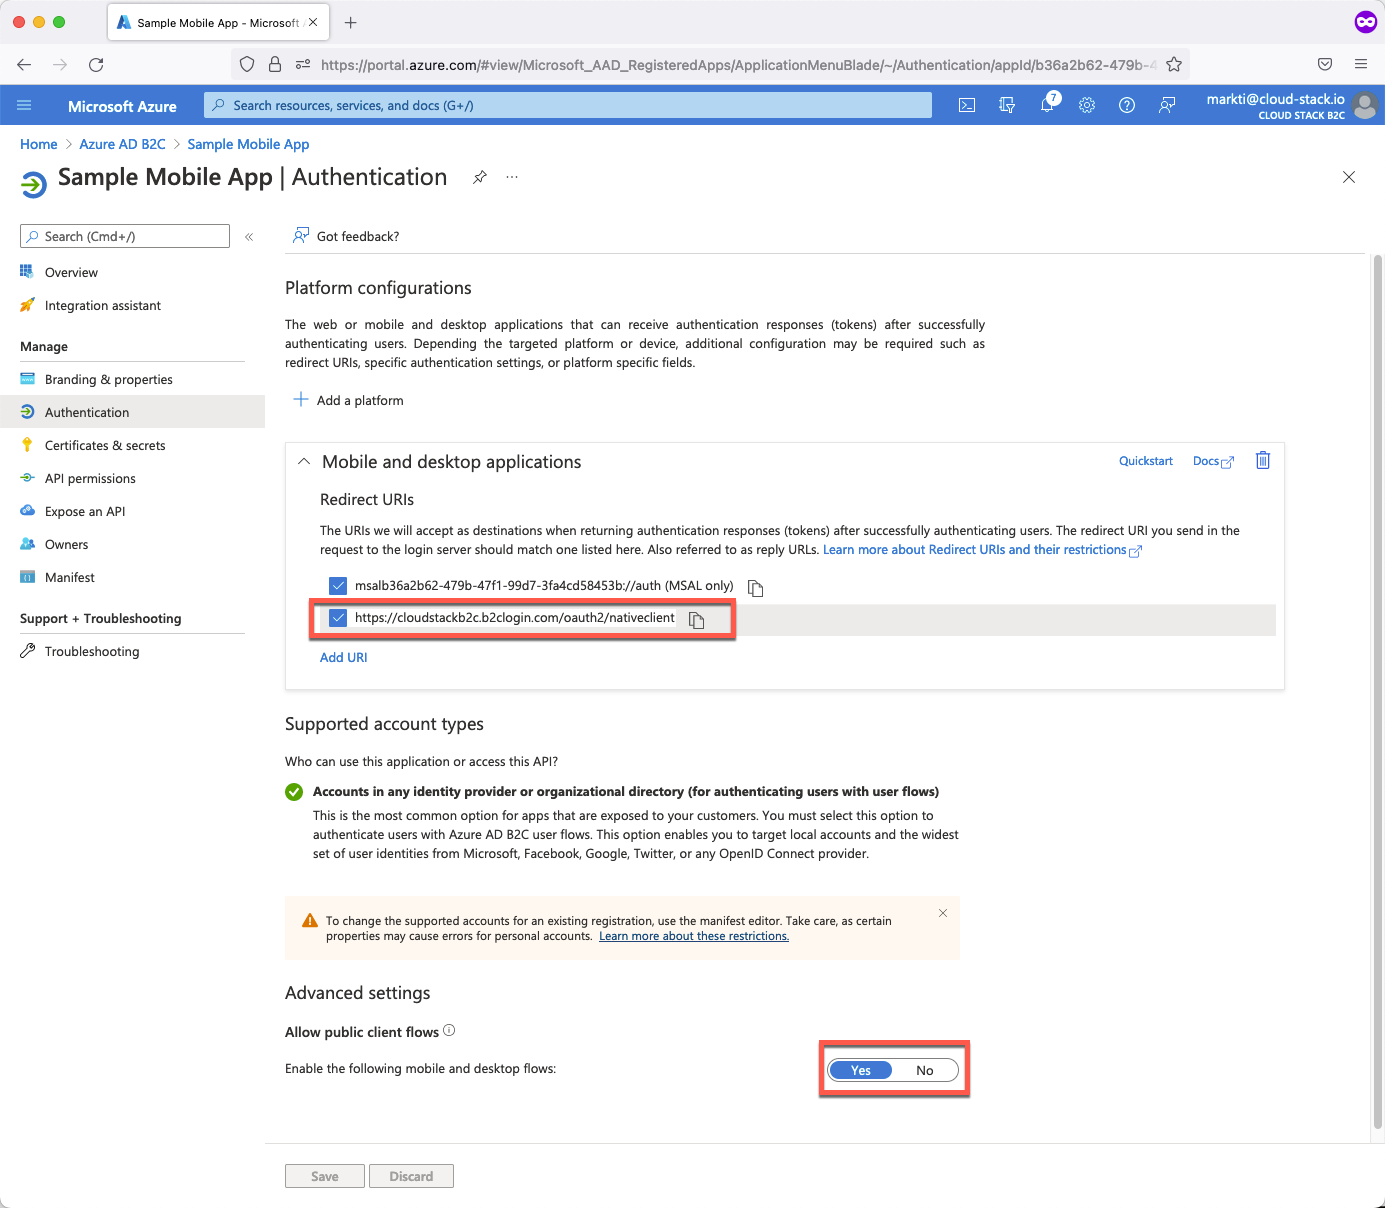 Sample Mobile App - Microsoft
https://portal.azure.com/#view/Microsoft_AAD_RegisteredApps/ApplicationMenuBlade/~/Authentication/appId/b36a2b62-479b-4
Microsoft Azure
Search resources, services, and docs (G+/)
7
markti@cloud-stack.io
CLOUD STACK B2C
Home > Azure AD B2C > Sample Mobile App
Sample Mobile App | Authentication
...
Search (Cmd+/)
«
Overview
Integration assistant
Manage
Branding & properties
Authentication
Certificates & secrets
API permissions
Expose an API
Owners
Manifest
Support + Troubleshooting
Troubleshooting
Got feedback?
Platform configurations
The web or mobile and desktop applications that can receive authentication responses (tokens) after successfully
authenticating users. Depending the targeted platform or device, additional configuration may be required such as
redirect URIs, specific authentication settings, or platform specific fields.
Add a platform
Mobile and desktop applications
Quickstart
Docs
Redirect URIs
The URIs we will accept as destinations when returning authentication responses (tokens) after successfully authenticating users. The redirect URI you send in the
request to the login server should match one listed here. Also referred to as reply URLs. Learn more about Redirect URIs and their restrictions
msalb36a2b62-479b-47f1-99d7-3fa4cd58453b://auth (MSAL only)
https://cloudstackb2c.b2clogin.com/oauth2/nativeclient
Add URI
Supported account types
Who can use this application or access this API?
Accounts in any identity provider or organizational directory (for authenticating users with user flows)
This is the most common option for apps that are exposed to your customers. You must select this option to
authenticate users with Azure AD B2C user flows. This option enables you to target local accounts and the widest
set of user identities from Microsoft, Facebook, Google, Twitter, or any OpenID Connect provider.
To change the supported accounts for an existing registration, use the manifest editor. Take care, as certain
properties may cause errors for personal accounts. Learn more about these restrictions.
Advanced settings
Allow public client flows
Enable the following mobile and desktop flows:
Yes
No
Save
Discard